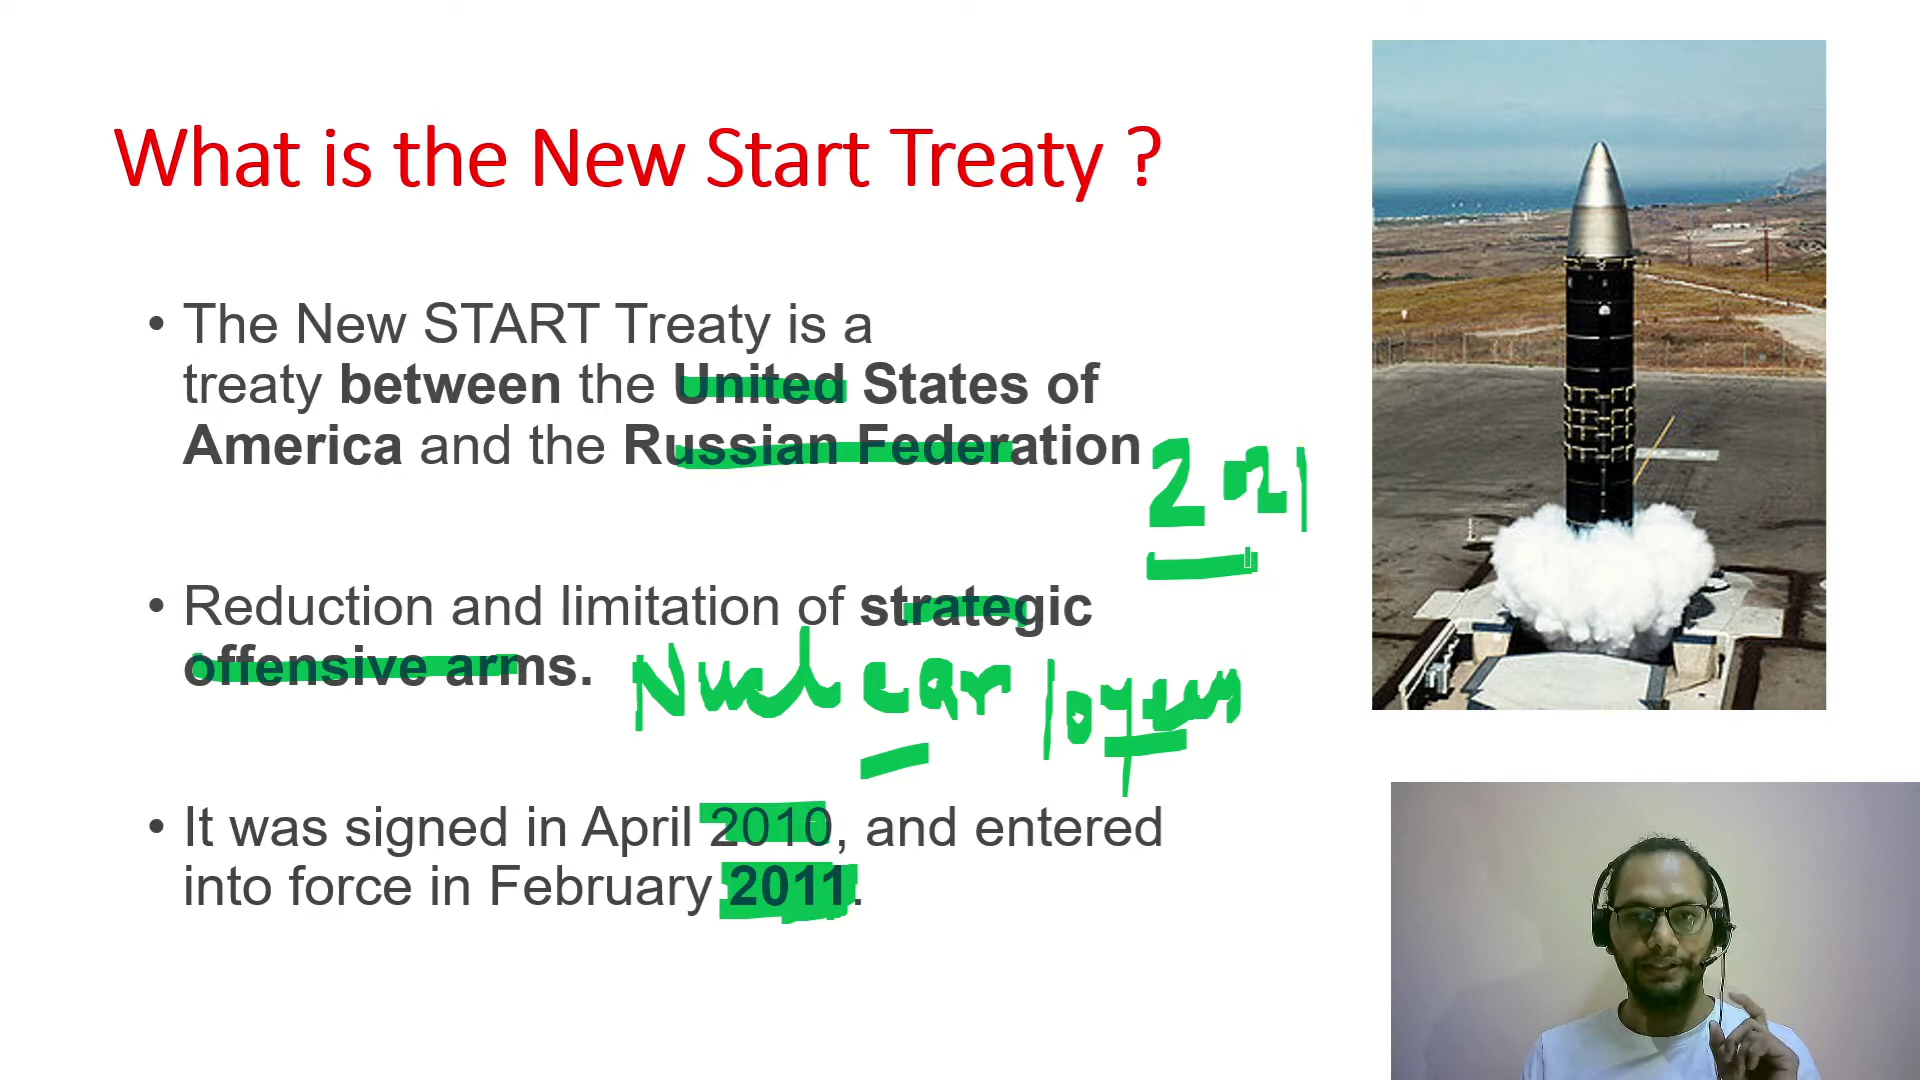 What is the New Start Treaty ?
• The New START Treaty is a
treaty between the United States of
America and the Russian Federation
2021
• Reduction and limitation of strategic
offensive arms.
Nuclear 10 years
• It was signed in April 2010, and entered
into force in February 2011.